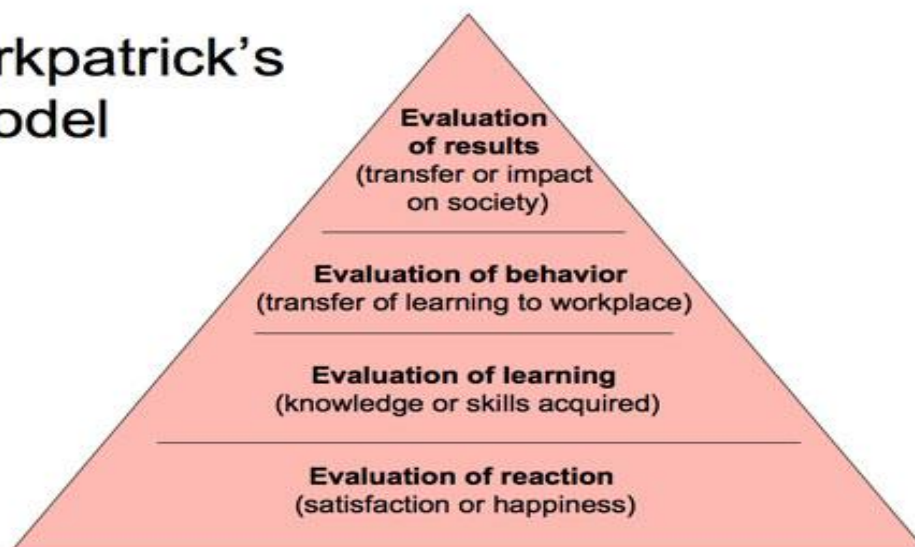 rkpatrick's
odel
Evaluation
of results
(transfer or impact
on society)
Evaluation of behavior
(transfer of learning to workplace)
Evaluation of learning
(knowledge or skills acquired)
Evaluation of reaction
(satisfaction or happiness)